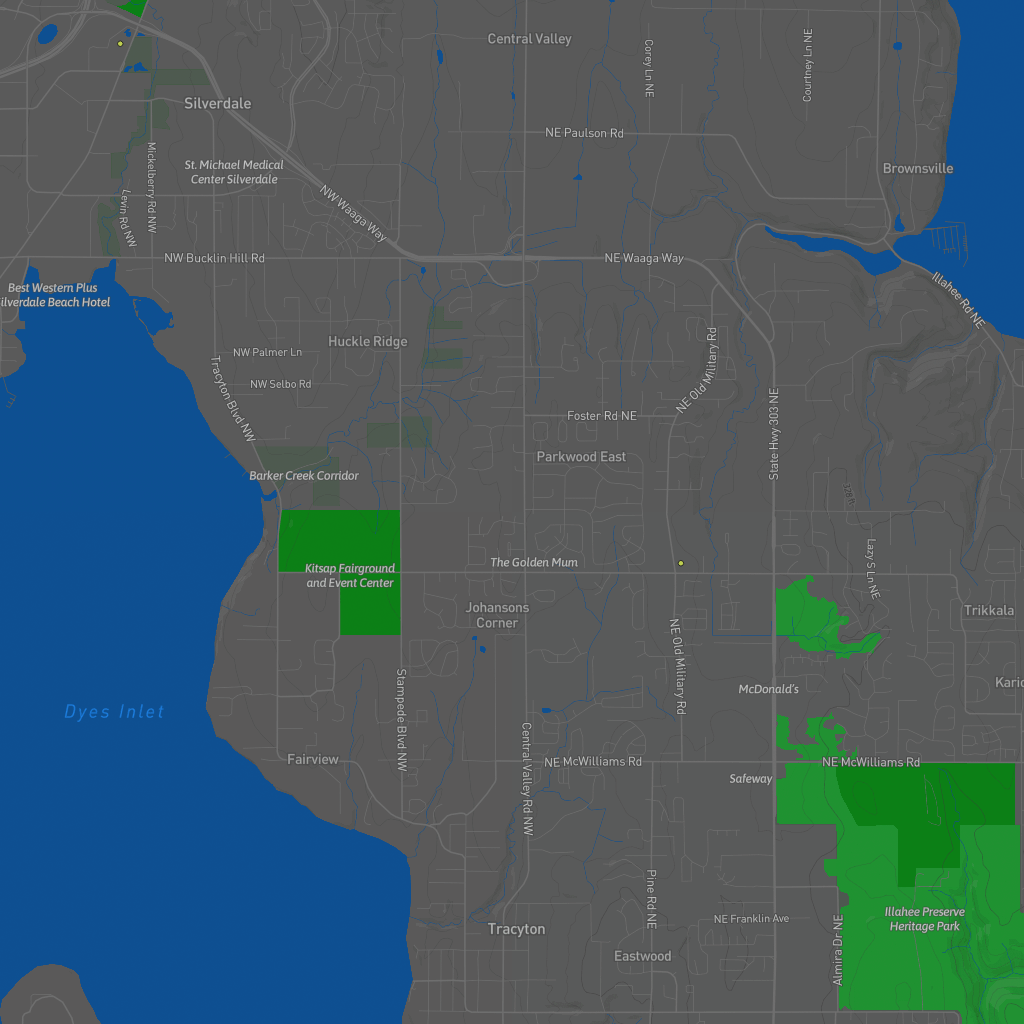 Central Valley
Corey Ln NE
Courtney Ln NE
Silverdale
NE Paulson Rd
Mickelberry Rd NW
St. Michael Medical
Center Silverdale
Brownsville
Levin Rd NW
NW Waaga Way
NW Bucklin Hill Rd
NE Waaga Way
Best Western Plus
Silverdale Beach Hotel
Illahee Rd NE
Huckle Ridge
NW Palmer Ln
NE Old Military Rd
NW Selbo Rd
Tracyton Blvd NW
Foster Rd NE
State Hwy 303 NE
Parkwood East
Barker Creek Corridor
328 ft
Kitsap Fairground
and Event Center
The Golden Mum
Lazy S Ln NE
Johansons
Corner
Trikkala
NE Old Military Rd
McDonald's
Karic
Stampede Blvd NW
Dyes Inlet
Fairview
Central Valley Rd NW
NE McWilliams Rd
NE McWilliams Rd
Safeway
Pine Rd NE
Illahee Preserve
Heritage Park
NE Franklin Ave
Tracyton
Almira Dr NE
Eastwood